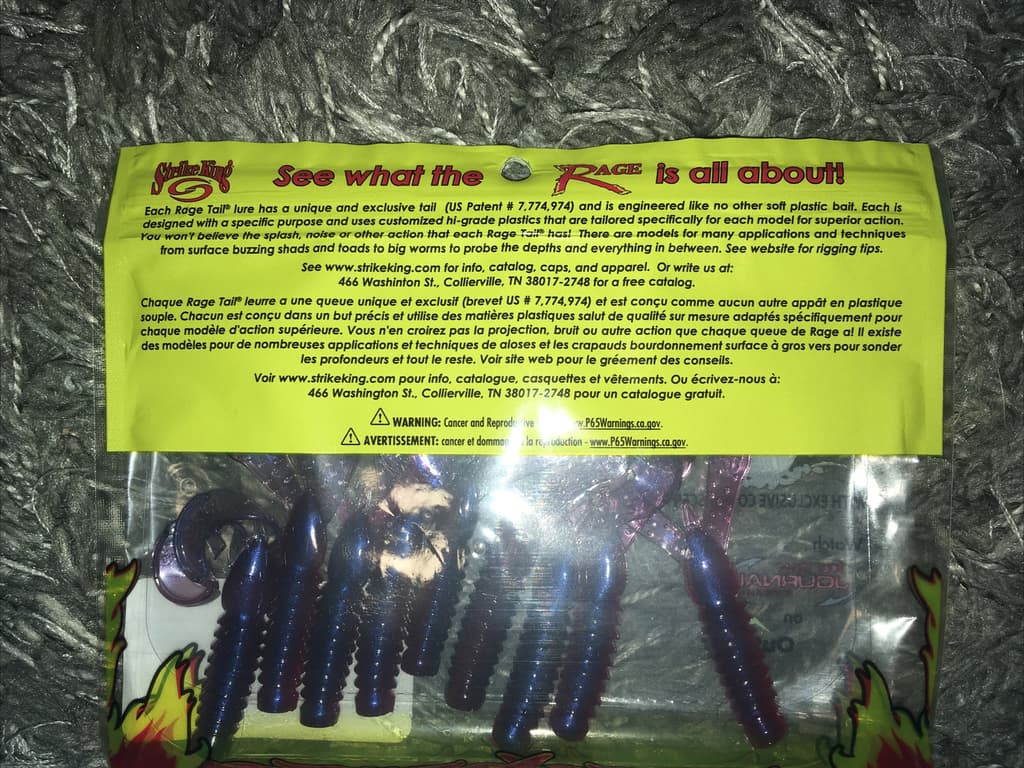 Strike King See what the RAGE is all about!
Each Rage Tail® lure has a unique and exclusive tail (US Patent # 7,774,974) and is engineered like no other soft plastic bait. Each is
designed with a specific purpose and uses customized hi-grade plastics that are tailored specifically for each model for superior action.
You won't believe the splash, noise or other action that each Rage Tail® has! There are models for many applications and techniques
from surface buzzing shads and toads to big worms to probe the depths and everything in between. See website for rigging tips.
See www.strikeking.com for info, catalog, caps, and apparel. Or write us at:
466 Washinton St., Collierville, TN 38017-2748 for a free catalog.
Chaque Rage Tail® leurre a une queue unique et exclusif (brevet US # 7,774,974) et est conçu comme aucun autre appât en plastique
souple. Chacun est conçu dans un but précis et utilise des matières plastiques salut de qualité sur mesure adaptés spécifiquement pour
chaque modèle d'action supérieure. Vous n'en croirez pas la projection, bruit ou autre action que chaque queue de Rage a! Il existe
des modèles pour de nombreuses applications et techniques de aloses et les crapauds bourdonnement surface à gros vers pour sonder
les profondeurs et tout le reste. Voir site web pour le gréement des conseils.
Voir www.strikeking.com pour info, catalogue, casquettes et vêtements. Ou écrivez-nous à:
466 Washington St., Collierville, TN 38017-2748 pour un catalogue gratuit.
WARNING: Cancer and Reproductive www.P65Warnings.ca.gov.
AVERTISSEMENT: cancer et dommages à la reproduction - www.P65Warnings.ca.gov.
EXCLUSIVE
Watch
JOURNAL
on